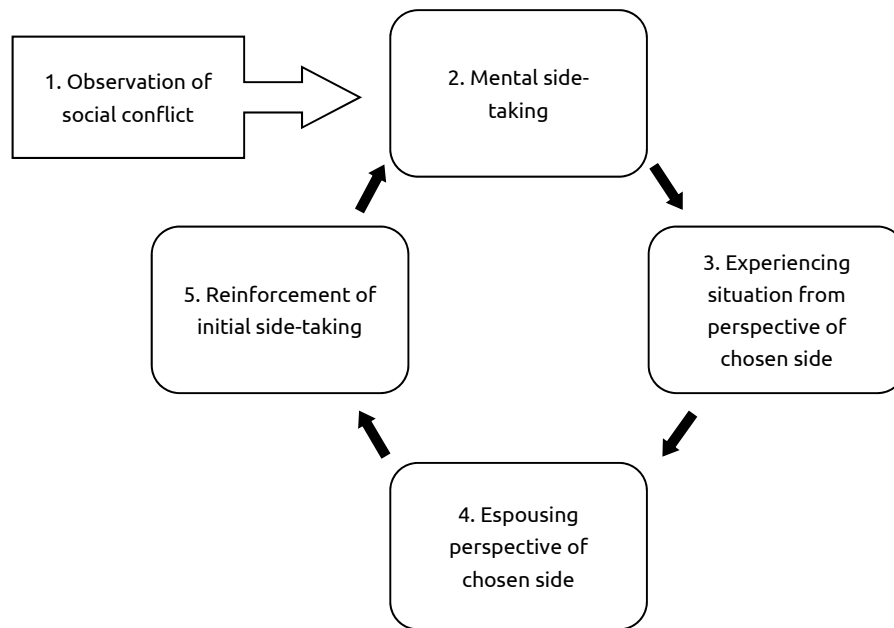 1. Observation of
social conflict
2. Mental side-
taking
3. Experiencing
situation from
perspective of
chosen side
4. Espousing
perspective of
chosen side
5. Reinforcement of
initial side-taking